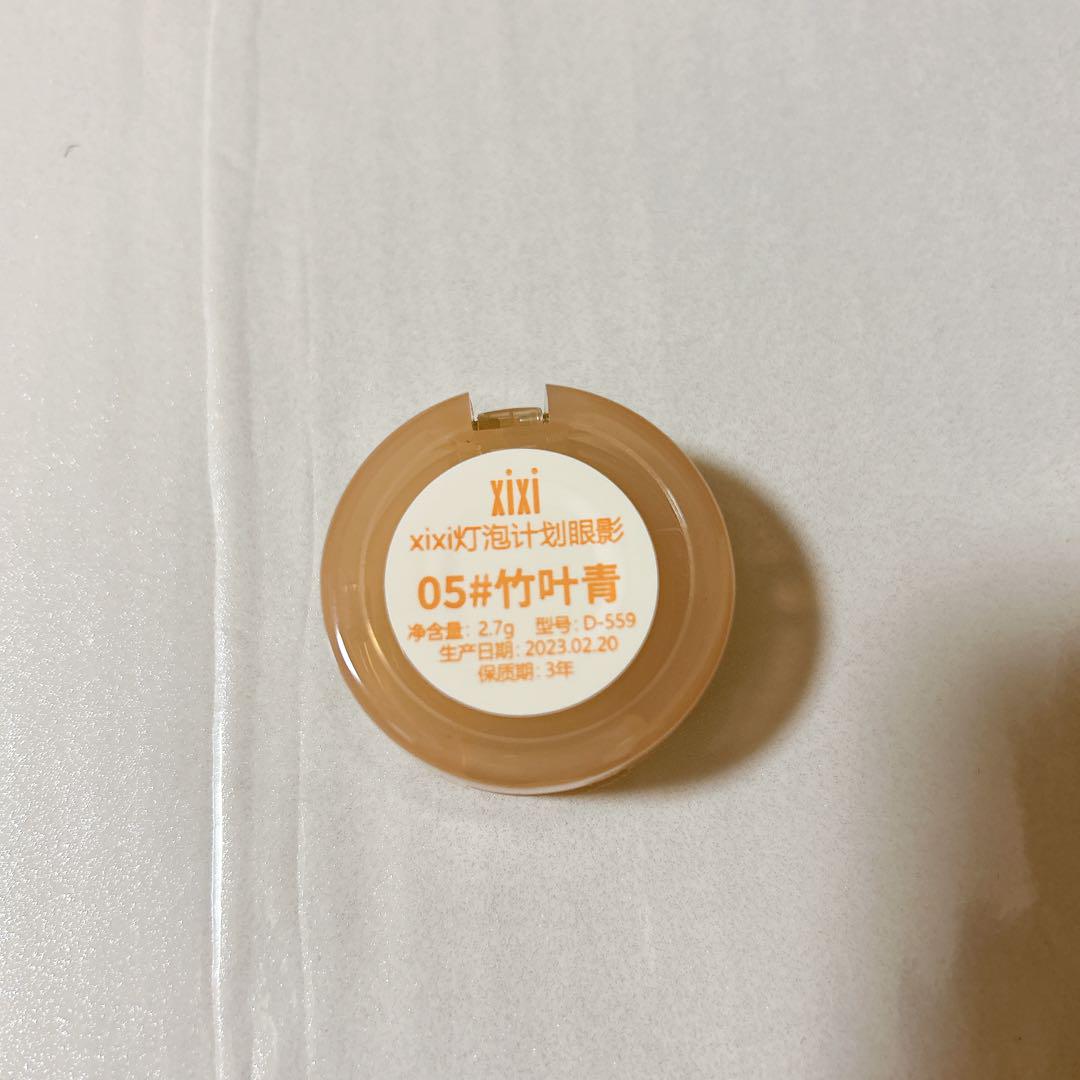 xixi
xixi灯泡计划眼影
05#竹叶青
净含量: 2.7g 型号: D-559
生产日期: 2023.02.20
保质期: 3年